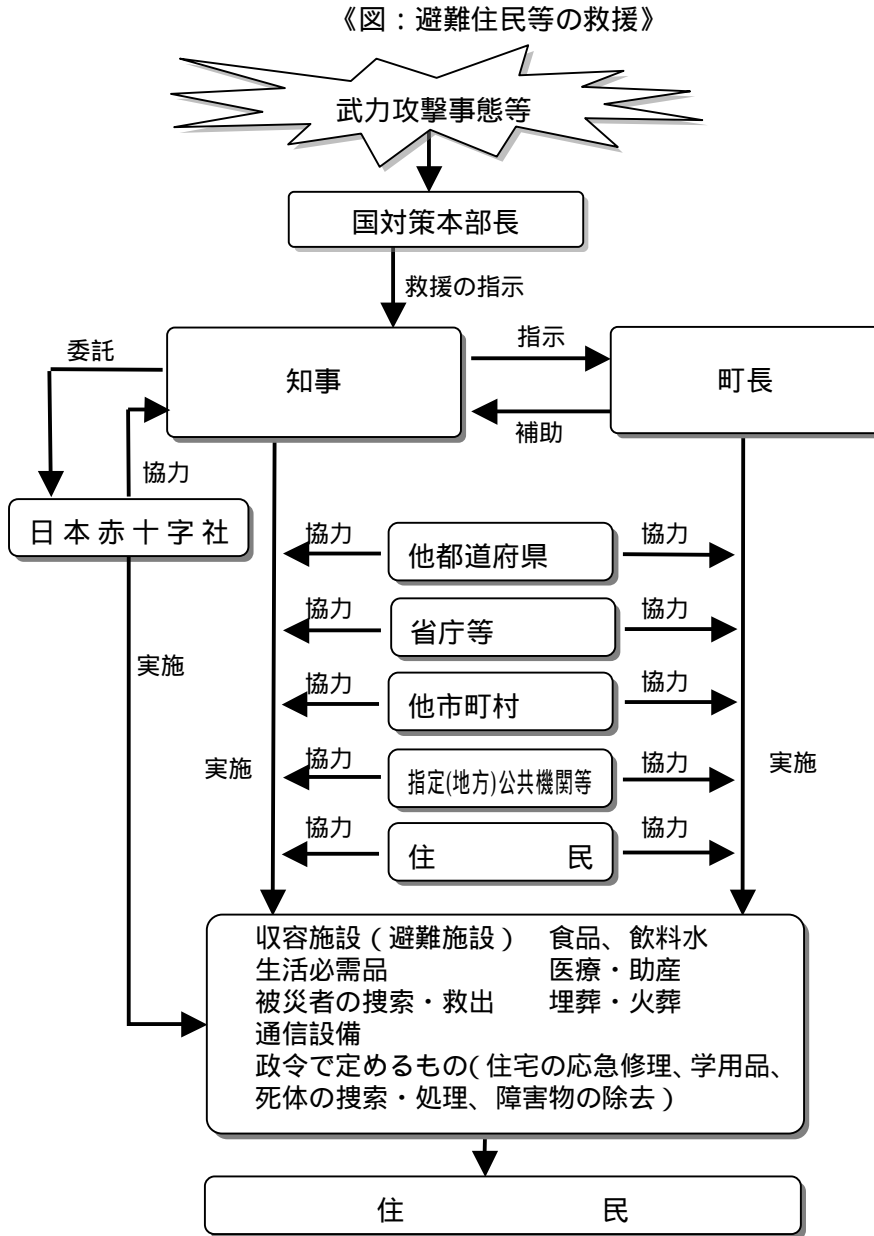 《図：避難住民等の救援》
武力攻撃事態等
国対策本部長
救援の指示
委託
知事
指示
町長
補助
協力
日本赤十字社
協力
他都道府県
協力
協力
省庁等
協力
実施
協力
他市町村
協力
実施
協力
指定(地方)公共機関等
協力
実施
協力
住　　　　　民
協力
収容施設（避難施設）　食品、飲料水
生活必需品　　　　　　医療・助産
被災者の捜索・救出　　埋葬・火葬
通信設備
政令で定めるもの（住宅の応急修理、学用品、
死体の捜索・処理、障害物の除去）
住　　　　　　　民